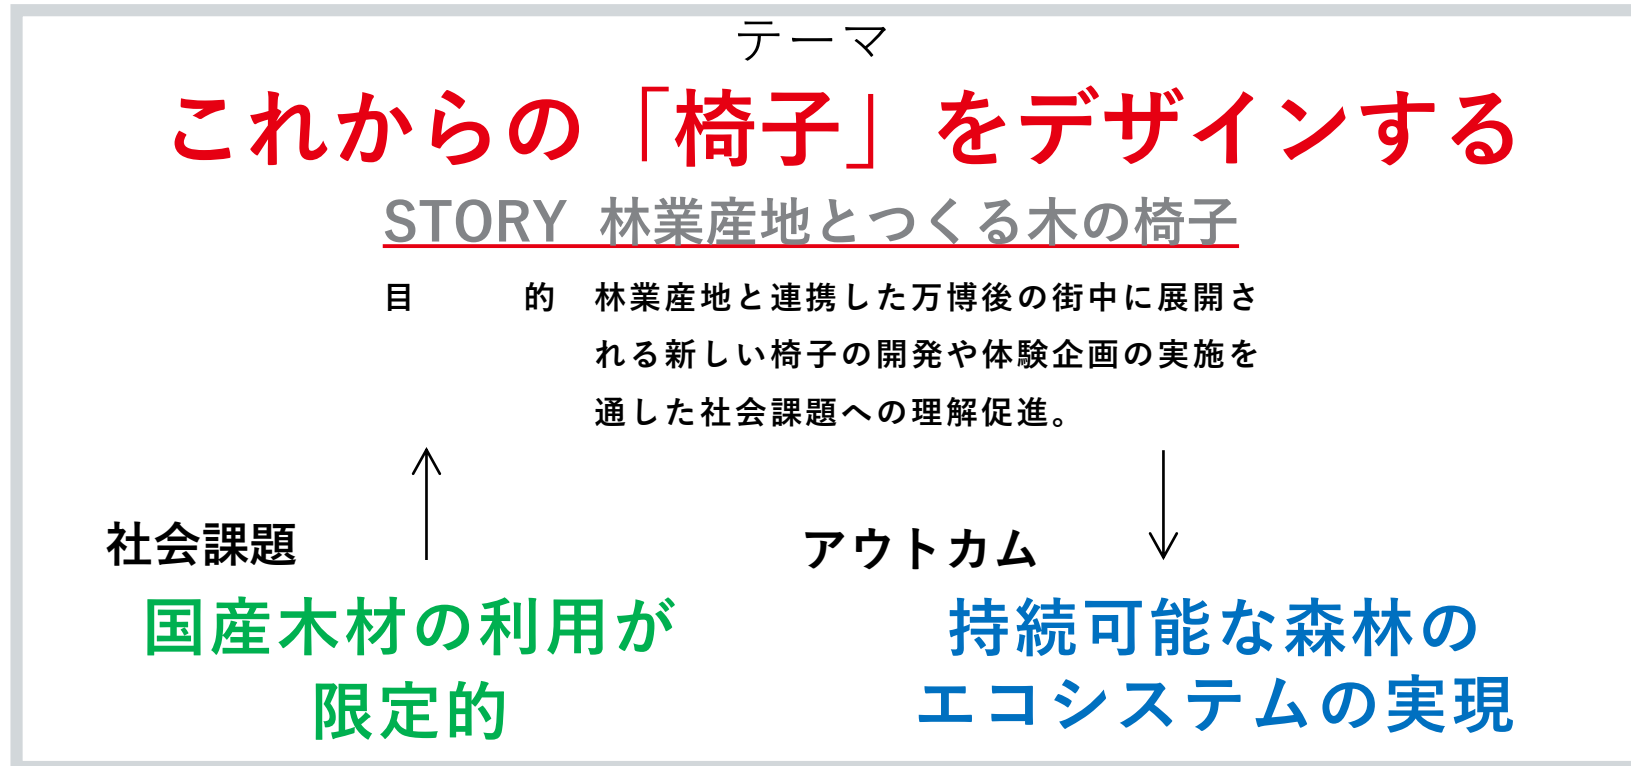 テーマ
これからの「椅子」をデザインする
STORY 林業産地とつくる木の椅子
目 的 林業産地と連携した万博後の街中に展開さ
れる新しい椅子の開発や体験企画の実施を
通した社会課題への理解促進。
社会課題
国産木材の利用が
限定的
アウトカム
持続可能な森林の
エコシステムの実現